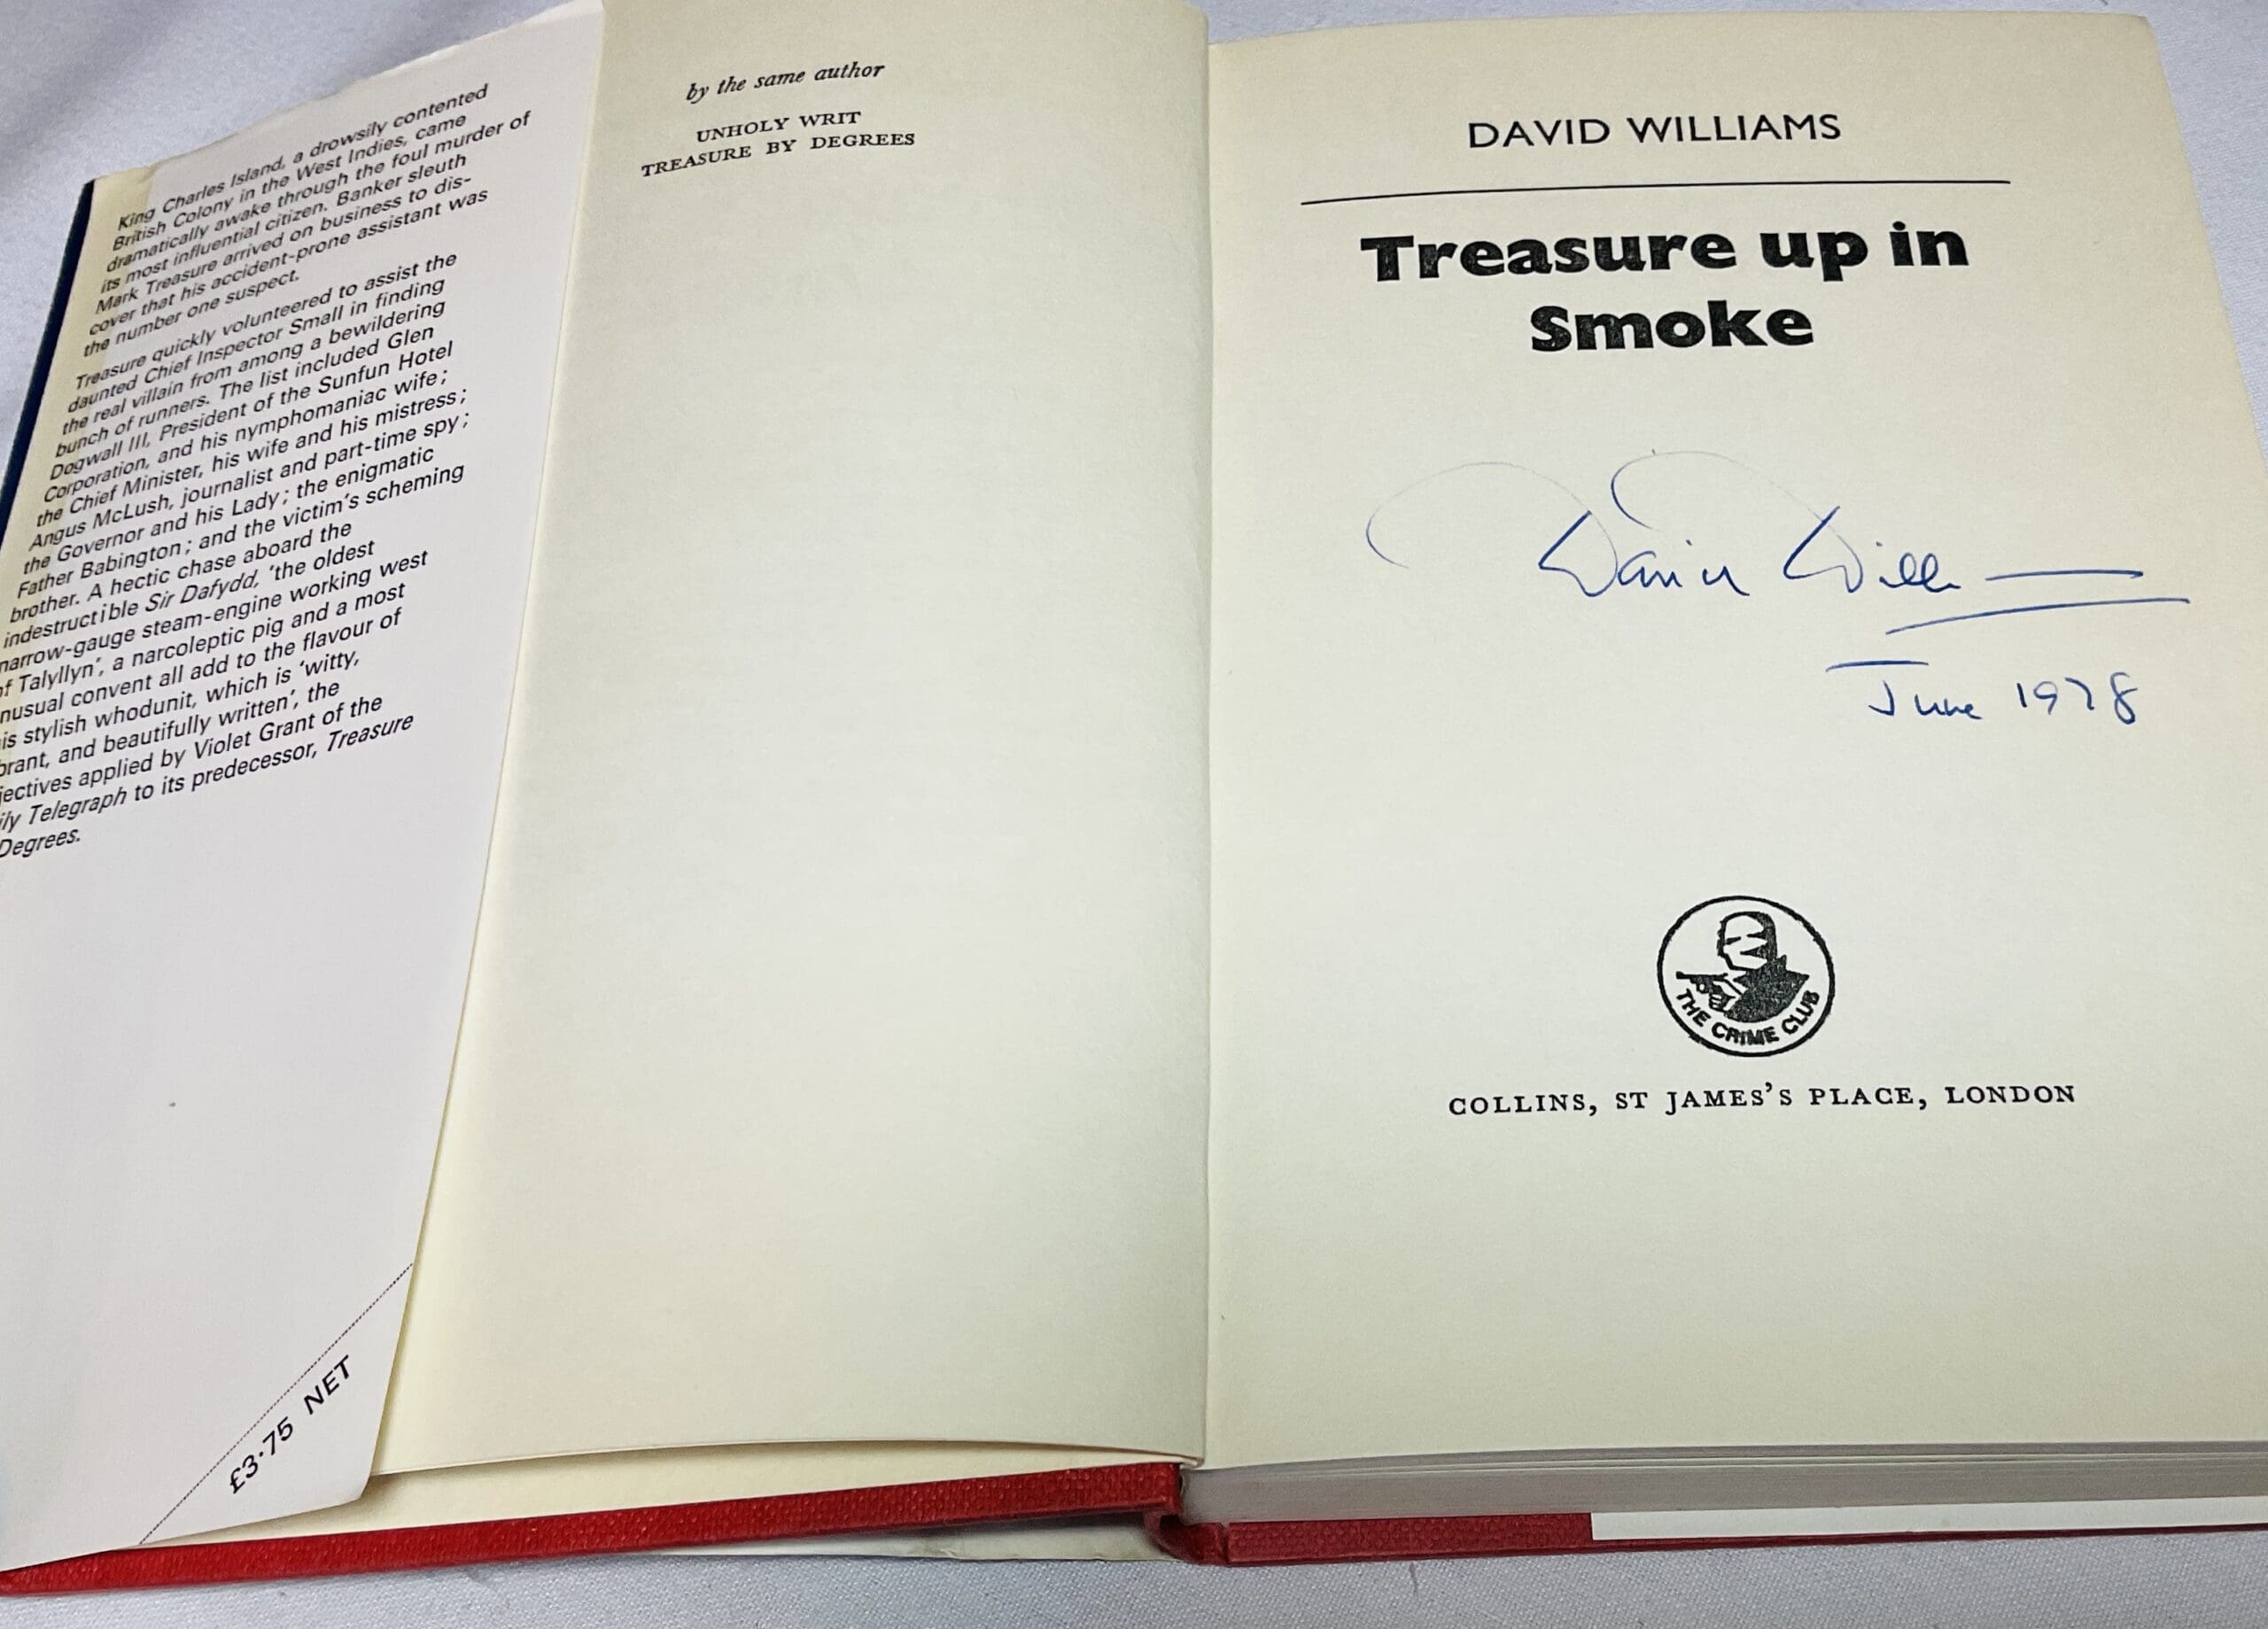 King Charles Island, a drowsily contented
British Colony in the West Indies, came
dramatically awake through the foul murder of
its most influential citizen. Banker sleuth
Mark Treasure arrived on business to dis-
cover that his accident-prone assistant was
the number one suspect.
Treasure quickly volunteered to assist the
daunted Chief Inspector Small in finding
the real villain from among a bewildering
bunch of runners. The list included Glen
Dogwall III, President of the Sunfun Hotel
Corporation, and his nymphomaniac wife;
the Chief Minister, his wife and his mistress;
Angus McLush, journalist and part-time spy;
the Governor and his Lady; the enigmatic
Father Babington; and the victim's scheming
brother. A hectic chase aboard the
indestructible Sir Dafydd, 'the oldest
narrow-gauge steam-engine working west
of Talyllyn', a narcoleptic pig and a most
nusual convent all add to the flavour of
is stylish whodunit, which is 'witty,
brant, and beautifully written', the
jectives applied by Violet Grant of the
ily Telegraph to its predecessor, Treasure
Degrees.
£3·75 NET
by the same author
UNHOLY WRIT
TREASURE BY DEGREES
DAVID WILLIAMS
Treasure up in
Smoke
David Will
June 1978
THE CRIME CLUB
COLLINS, ST JAMES'S PLACE, LONDON